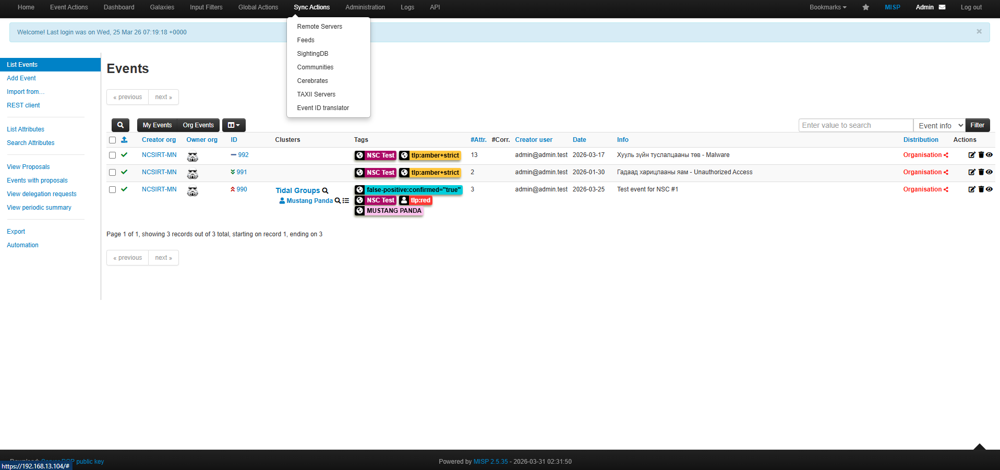 Home Event Actions Dashboard Galaxies Input Filters Global Actions Sync Actions Administration Logs API Bookmarks MISP Admin Log out
Welcome! Last login was on Wed, 25 Mar 26 07:19:18 +0000 ×
Remote Servers
Feeds
SightingDB
Communities
Cerebrates
TAXII Servers
Event ID translator
List Events
Add Event
Import from...
REST client
List Attributes
Search Attributes
View Proposals
Events with proposals
View delegation requests
View periodic summary
Export
Automation
Events
« previous next »
My Events Org Events Enter value to search Event info Filter
Creator org Owner org ID Clusters Tags #Attr. #Corr. Creator user Date Info Distribution Actions
NCSIRT-MN 992 NSC Test tlp:amber+strict 13 admin@admin.test 2026-03-17 Хууль зүйн туслалцааны төв - Malware Organisation
NCSIRT-MN 991 NSC Test tlp:amber+strict 2 admin@admin.test 2026-01-30 Гадаад харицлааны яам - Unauthorized Access Organisation
NCSIRT-MN 990 Tidal Groups false-positive:confirmed="true" 3 admin@admin.test 2026-03-25 Test event for NSC #1 Organisation
Mustang Panda NSC Test tlp:red
MUSTANG PANDA
Page 1 of 1, showing 3 records out of 3 total, starting on record 1, ending on 3
« previous next »
public key Powered by MISP 2.5.35 - 2026-03-31 02:31:50
https://192.168.13.104/#